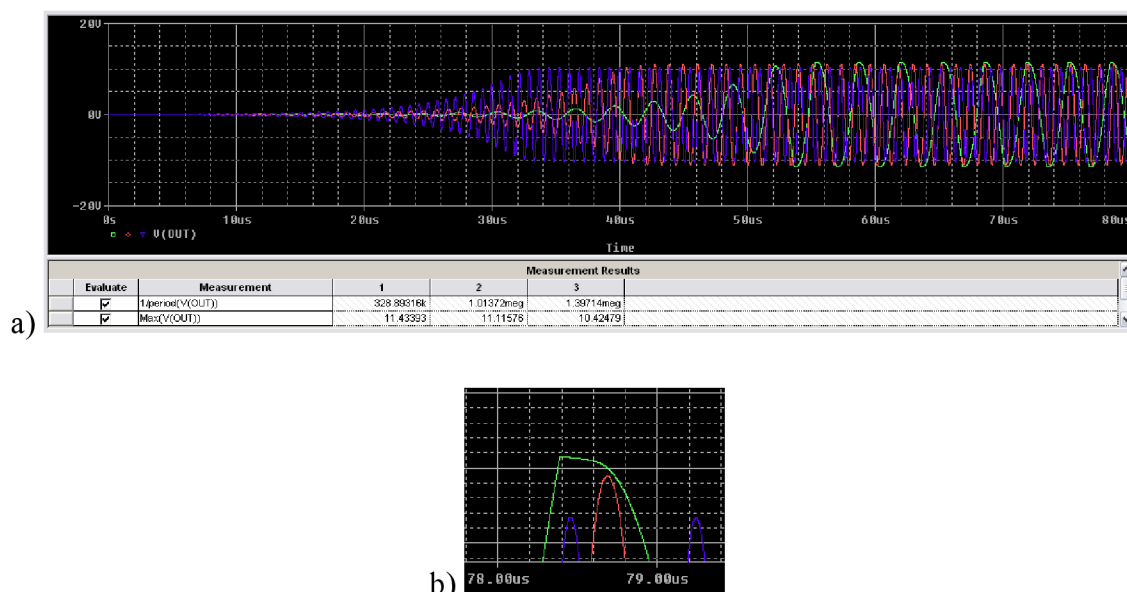 20V
0V
-20V
0s 10us 20us 30us 40us 50us 60us 70us 80us
V(OUT)
Time
Measurement Results
Evaluate Measurement 1 2 3
1/period(V(OUT)) 328.89316k 1.01372meg 1.39714meg
Max(V(OUT)) 11.43393 11.11576 10.42479
a)
b)
78.00us 79.00us